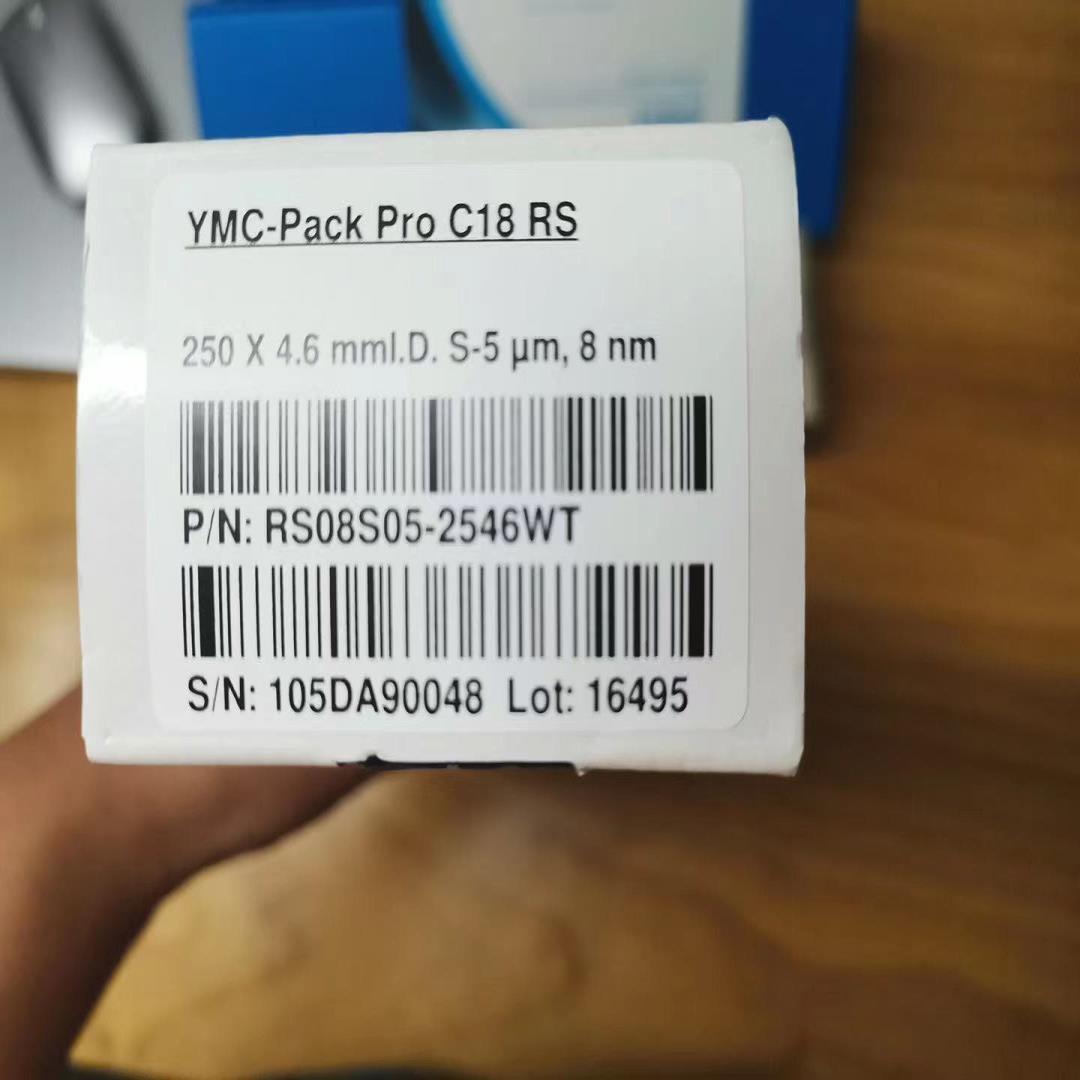 YMC-Pack Pro C18 RS
250 X 4.6 mmI.D. S-5 µm, 8 nm
P/N: RS08S05-2546WT
S/N: 105DA90048 Lot: 16495